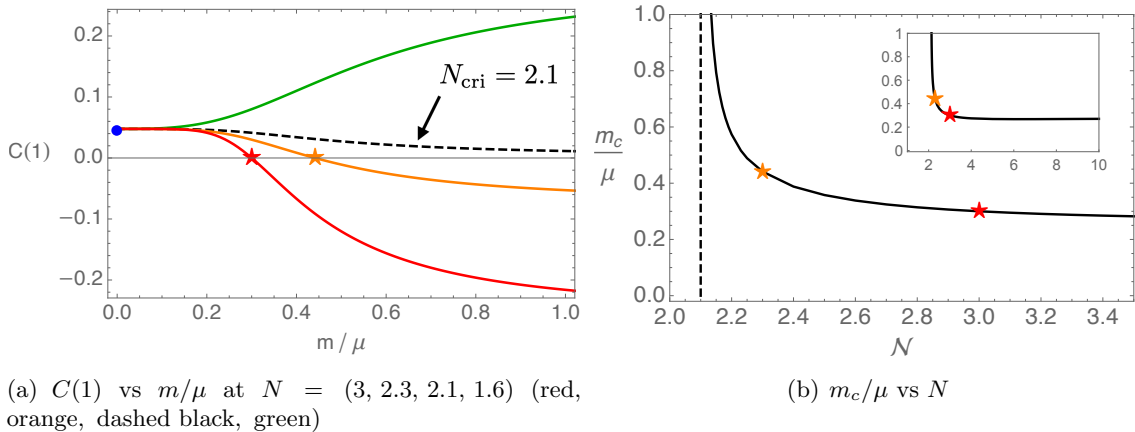 0.2
0.1
0.0
−0.1
−0.2
C(1)
N_cri = 2.1
0.0 0.2 0.4 0.6 0.8 1.0
m / μ
1.0
0.8
0.6
0.4
0.2
0.0
m_c/μ
1
0.8
0.6
0.4
0.2
0
2 4 6 8 10
2.0 2.2 2.4 2.6 2.8 3.0 3.2 3.4
𝒩
(a) C(1) vs m/μ at N = (3, 2.3, 2.1, 1.6) (red,
orange, dashed black, green)
(b) m_c/μ vs N